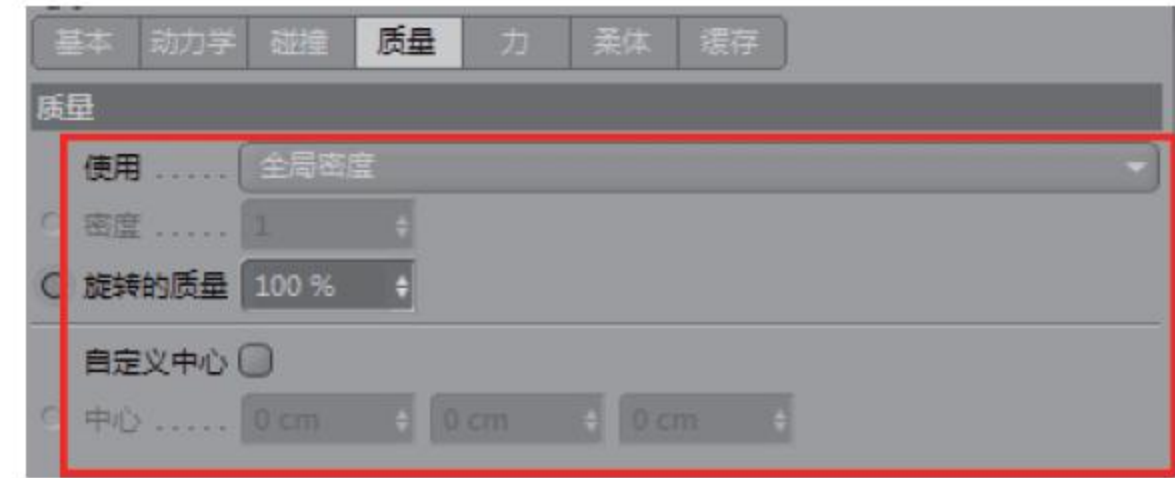 基本 动力学 碰撞 质量 力 柔体 缓存
质量
使用 ..... 全局密度
密度 ..... 1
旋转的质量 100 %
自定义中心
中心 ..... 0 cm 0 cm 0 cm